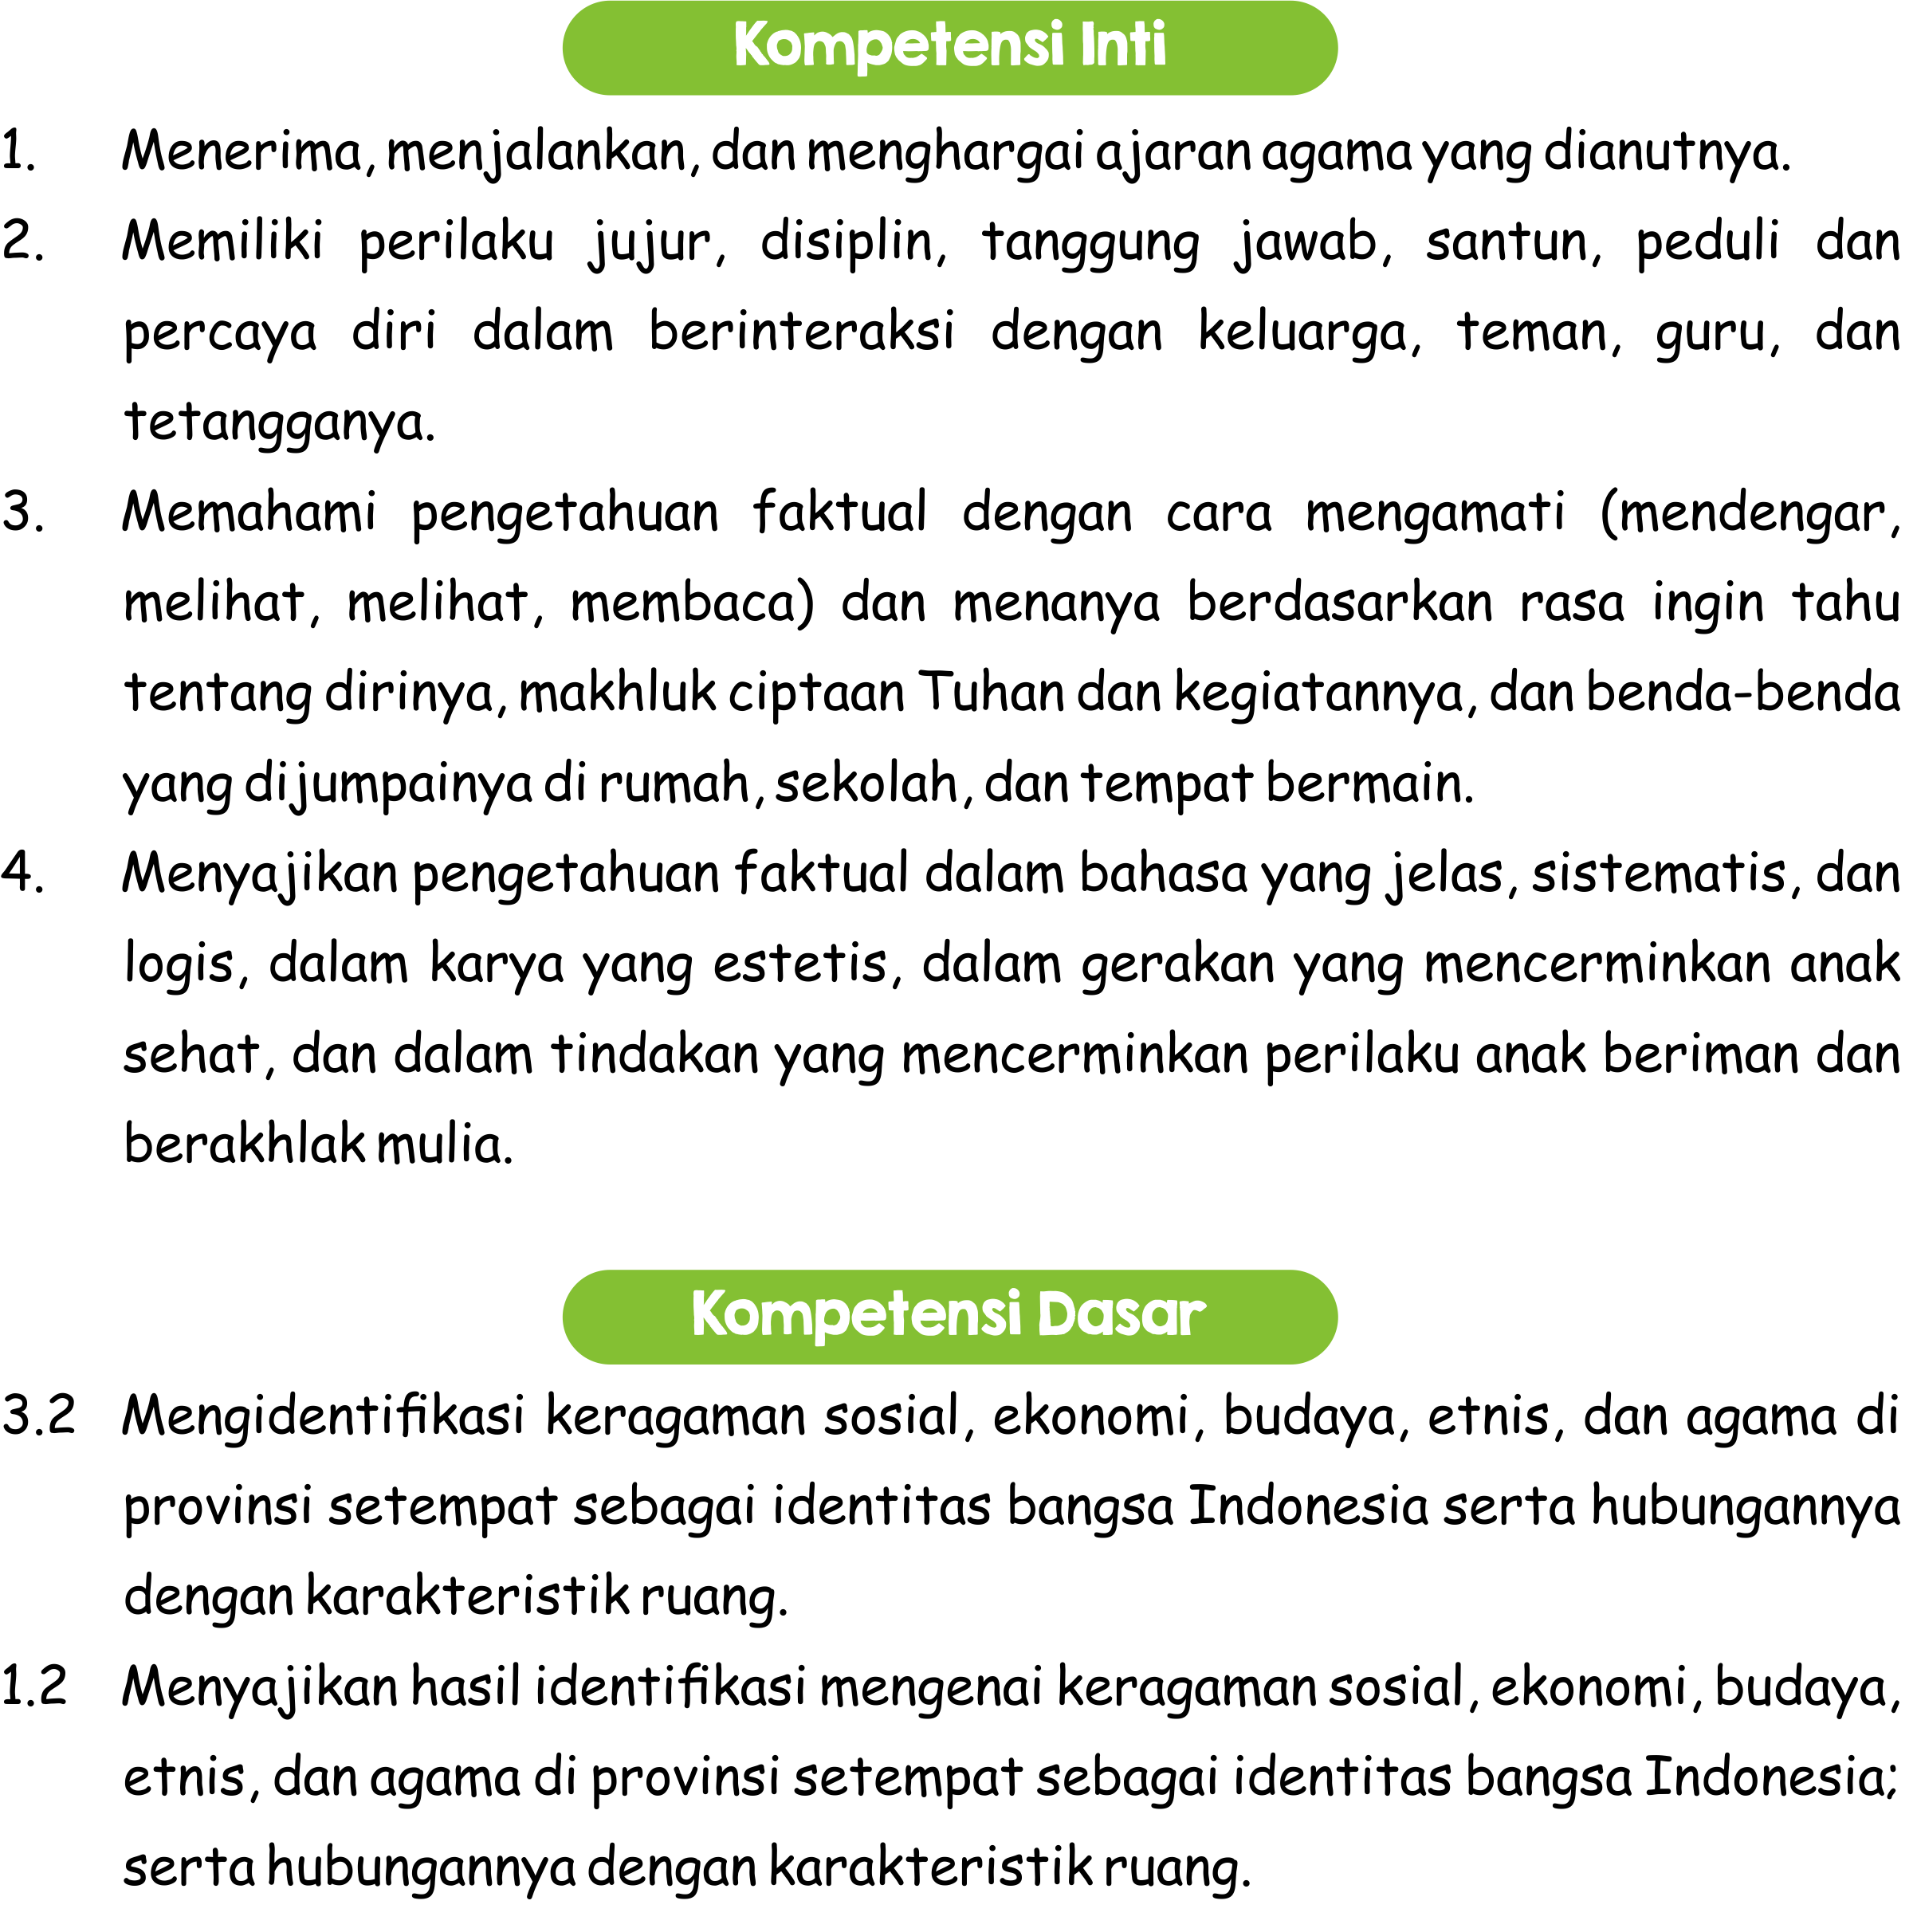 Kompetensi Inti
1. Menerima, menjalankan, dan menghargai ajaran agama yang dianutnya.
2. Memiliki perilaku jujur, disiplin, tanggung jawab, santun, peduli dan
percaya diri dalam berinteraksi dengan keluarga, teman, guru, dan
tetangganya.
3. Memahami pengetahuan faktual dengan cara mengamati (mendengar,
melihat, melihat, membaca) dan menanya berdasarkan rasa ingin tahu
tentang dirinya, makhluk ciptaan Tuhan dan kegiatannya, dan benda-benda
yang dijumpainya di rumah, sekolah, dan tempat bermain.
4. Menyajikan pengetahuan faktual dalam bahasa yang jelas, sistematis, dan
logis, dalam karya yang estetis, dalam gerakan yang mencerminkan anak
sehat, dan dalam tindakan yang mencerminkan perilaku anak beriman dan
berakhlak mulia.
Kompetensi Dasar
3.2 Mengidentifikasi keragaman sosial, ekonomi, budaya, etnis, dan agama di
provinsi setempat sebagai identitas bangsa Indonesia serta hubungannya
dengan karakteristik ruang.
1.2 Menyajikan hasil identifikasi mengenai keragaman sosial, ekonomi, budaya,
etnis, dan agama di provinsi setempat sebagai identitas bangsa Indonesia;
serta hubungannya dengan karakteristik ruang.